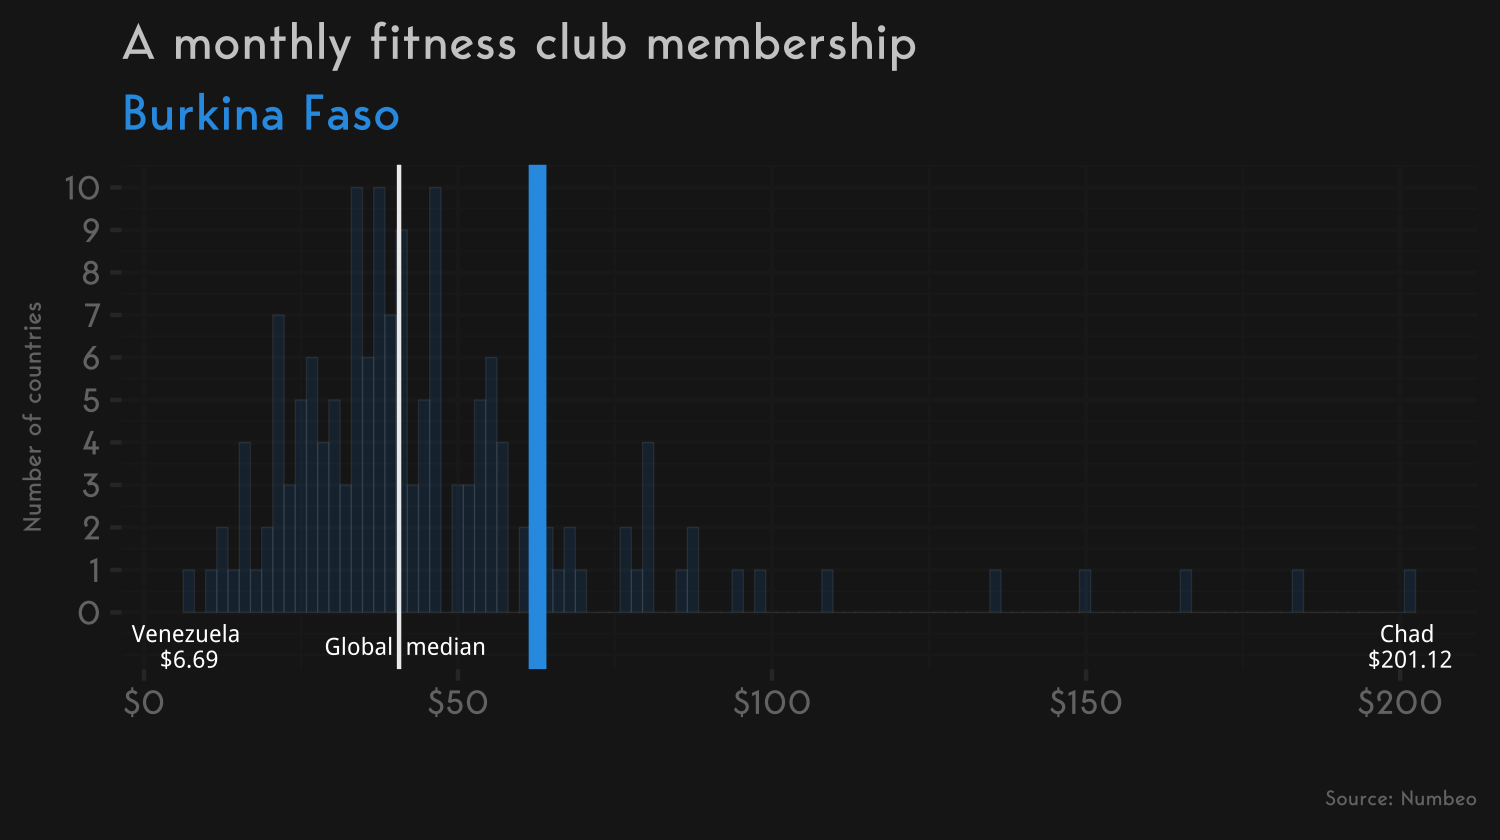 A monthly fitness club membership
Burkina Faso
Number of countries
10
9
8
7
6
5
4
3
2
1
0
Venezuela
$6.69
Global median
Chad
$201.12
$0 $50 $100 $150 $200
Source: Numbeo